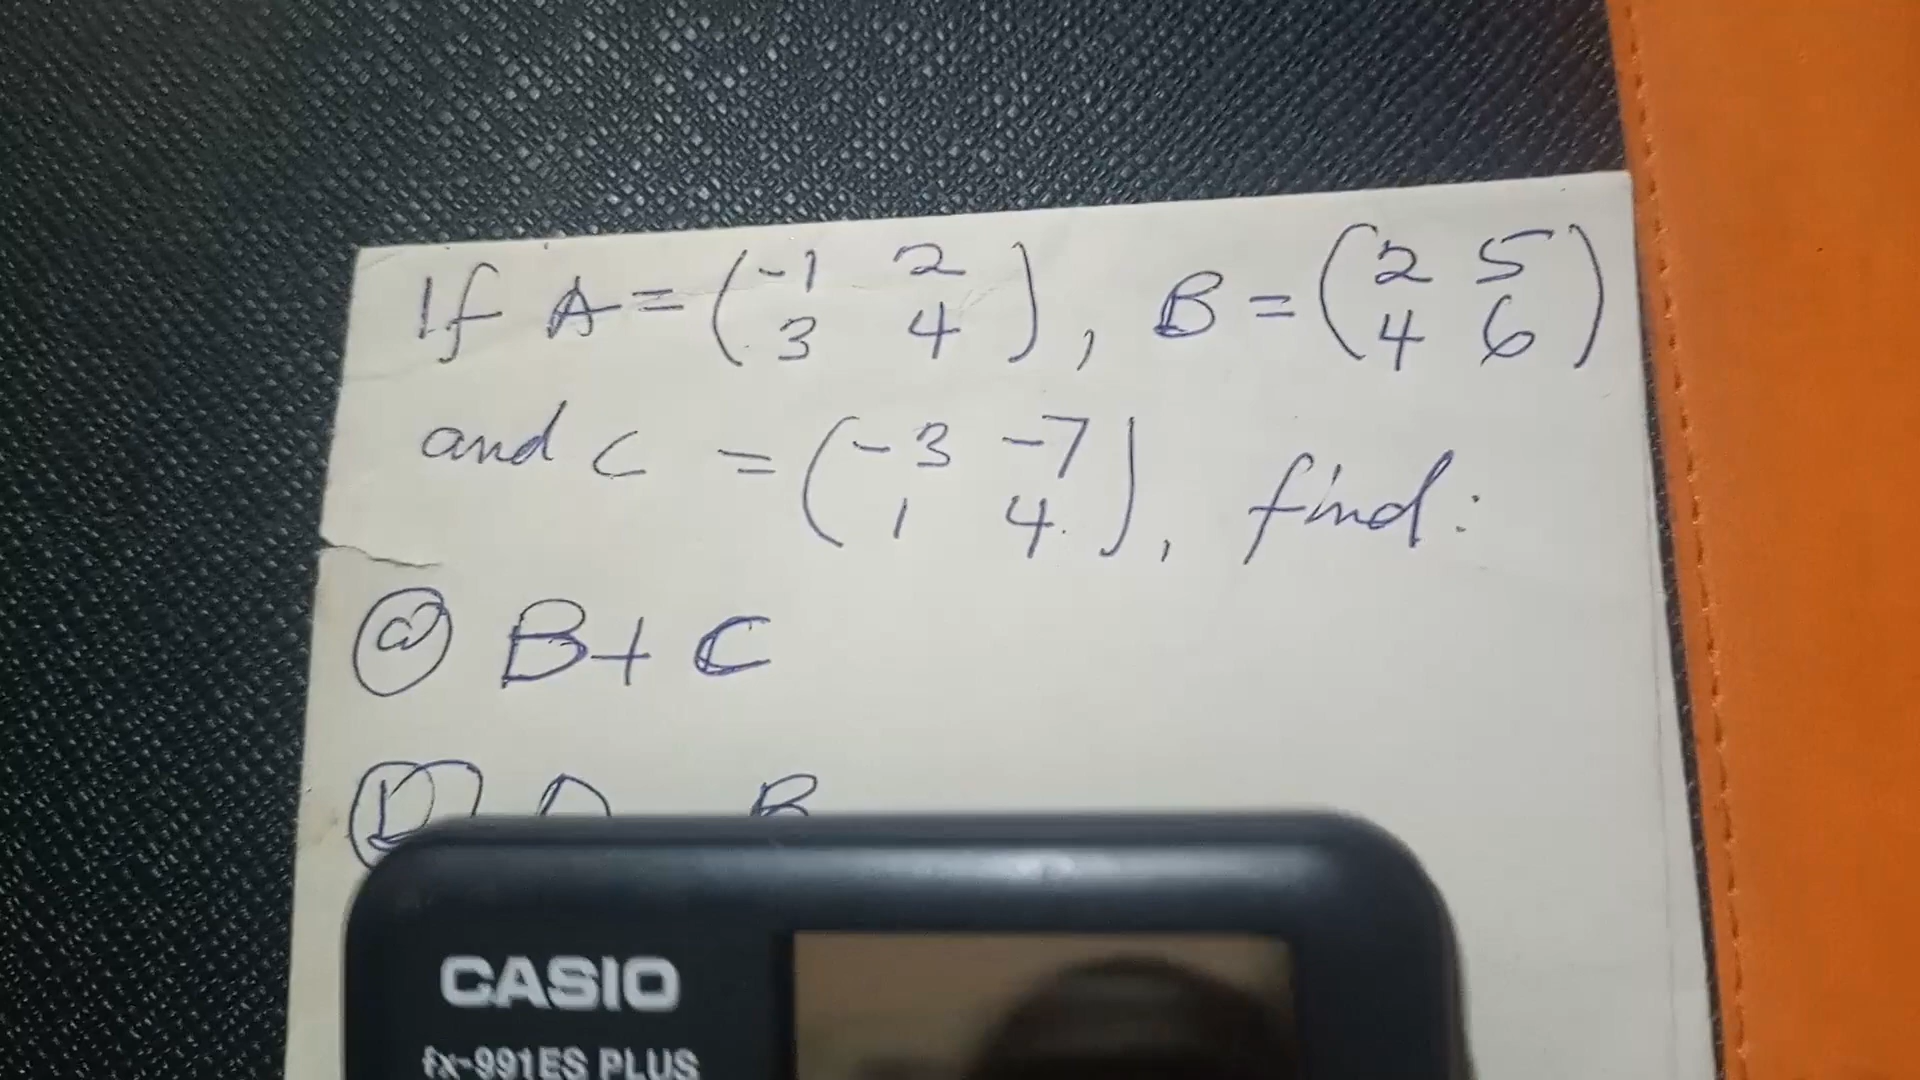 If A = (-1 2
3 4), B = (2 5
4 6)
and C = (-3 -7
1 4), find:
(a) B + C
(b) B
CASIO
fx-991ES PLUS